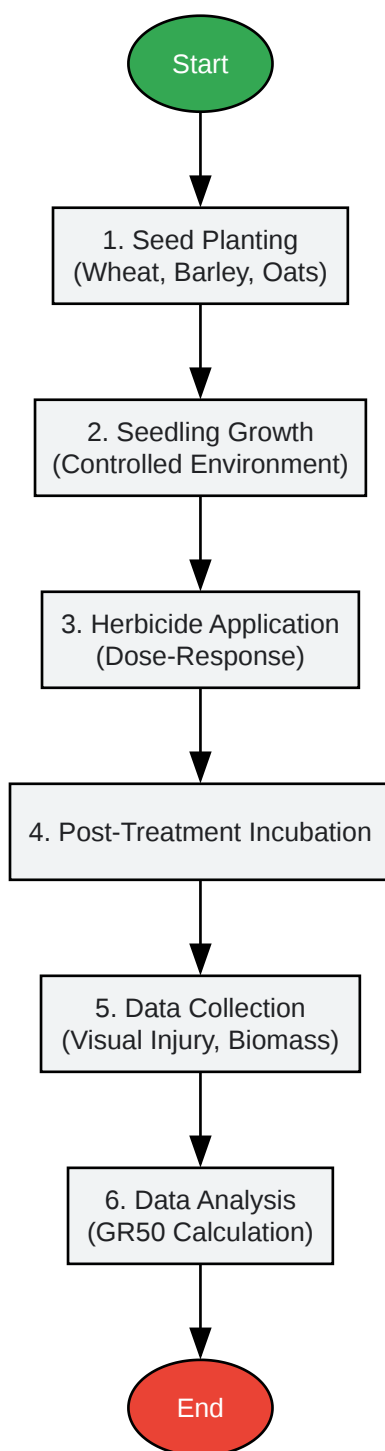 Start
1. Seed Planting
(Wheat, Barley, Oats)
2. Seedling Growth
(Controlled Environment)
3. Herbicide Application
(Dose-Response)
4. Post-Treatment Incubation
5. Data Collection
(Visual Injury, Biomass)
6. Data Analysis
(GR50 Calculation)
End